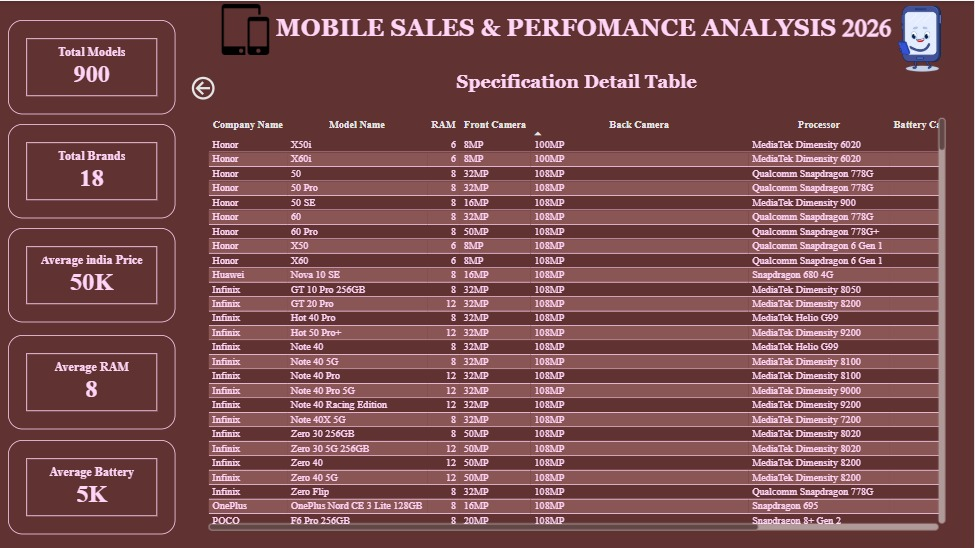 MOBILE SALES & PERFOMANCE ANALYSIS 2026
Total Models
900
Total Brands
18
Average india Price
50K
Average RAM
8
Average Battery
5K
Specification Detail Table
Company Name Model Name RAM Front Camera Back Camera Processor Battery Ca
Honor X50i 6 8MP 100MP MediaTek Dimensity 6020
Honor X60i 6 8MP 100MP MediaTek Dimensity 6020
Honor 50 8 32MP 108MP Qualcomm Snapdragon 778G
Honor 50 Pro 8 32MP 108MP Qualcomm Snapdragon 778G
Honor 50 SE 8 16MP 108MP MediaTek Dimensity 900
Honor 60 8 32MP 108MP Qualcomm Snapdragon 778G
Honor 60 Pro 8 50MP 108MP Qualcomm Snapdragon 778G+
Honor X50 6 8MP 108MP Qualcomm Snapdragon 6 Gen 1
Honor X60 6 8MP 108MP Qualcomm Snapdragon 6 Gen 1
Huawei Nova 10 SE 8 16MP 108MP Snapdragon 680 4G
Infinix GT 10 Pro 256GB 8 32MP 108MP MediaTek Dimensity 8050
Infinix GT 20 Pro 12 32MP 108MP MediaTek Dimensity 8200
Infinix Hot 40 Pro 8 32MP 108MP MediaTek Helio G99
Infinix Hot 50 Pro+ 12 32MP 108MP MediaTek Dimensity 9200
Infinix Note 40 8 32MP 108MP MediaTek Helio G99
Infinix Note 40 5G 8 32MP 108MP MediaTek Dimensity 8100
Infinix Note 40 Pro 12 32MP 108MP MediaTek Dimensity 8100
Infinix Note 40 Pro 5G 12 32MP 108MP MediaTek Dimensity 9000
Infinix Note 40 Racing Edition 12 32MP 108MP MediaTek Dimensity 9200
Infinix Note 40X 5G 8 32MP 108MP MediaTek Dimensity 7200
Infinix Zero 30 256GB 8 50MP 108MP MediaTek Dimensity 8020
Infinix Zero 30 5G 256GB 12 50MP 108MP MediaTek Dimensity 8020
Infinix Zero 40 12 50MP 108MP MediaTek Dimensity 8200
Infinix Zero 40 5G 12 50MP 108MP MediaTek Dimensity 8200
Infinix Zero Flip 8 32MP 108MP Qualcomm Snapdragon 778G
OnePlus OnePlus Nord CE 3 Lite 128GB 8 16MP 108MP Snapdragon 695
POCO F6 Pro 256GB 8 20MP 108MP Snapdragon 8+ Gen 2